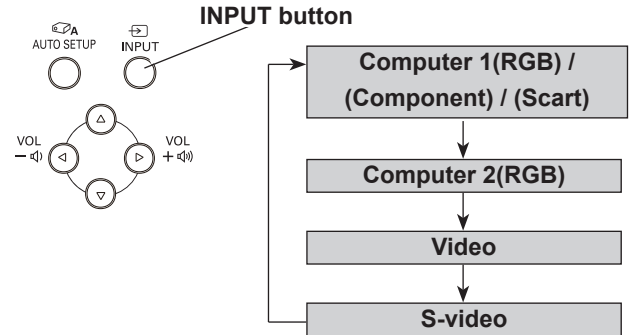 INPUT button
A
AUTO SETUP
INPUT
VOL
−
VOL
+
Computer 1(RGB) /
(Component) / (Scart)
Computer 2(RGB)
Video
S-video